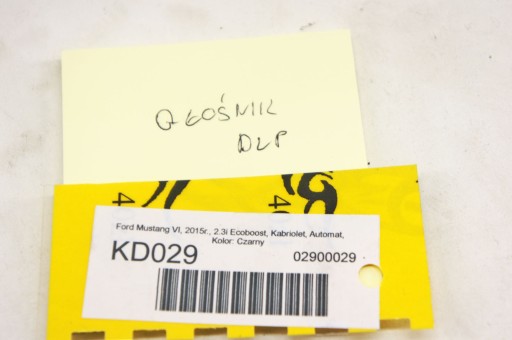 GŁOŚNIK
DLP
Ford Mustang VI, 2015r., 2.3i Ecoboost, Kabriolet, Automat,
Kolor: Czarny
KD029
02900029